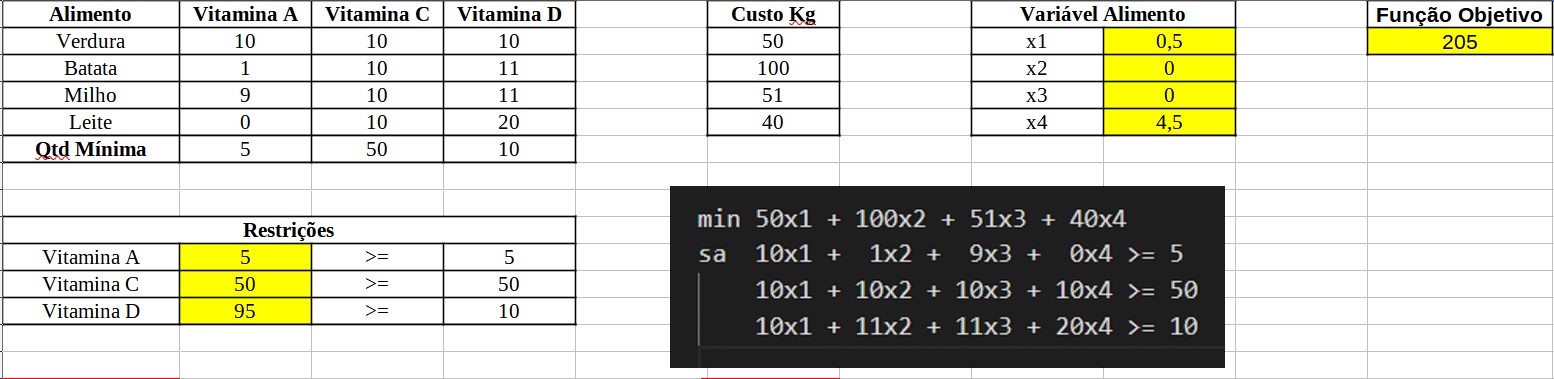 Alimento Vitamina A Vitamina C Vitamina D Custo Kg Variável Alimento Função Objetivo
Verdura 10 10 10 50 x1 0,5 205
Batata 1 10 11 100 x2 0
Milho 9 10 11 51 x3 0
Leite 0 10 20 40 x4 4,5
Qtd Mínima 5 50 10
Restrições
Vitamina A 5 >= 5
Vitamina C 50 >= 50
Vitamina D 95 >= 10
min 50x1 + 100x2 + 51x3 + 40x4
sa 10x1 + 1x2 + 9x3 + 0x4 >= 5
10x1 + 10x2 + 10x3 + 10x4 >= 50
10x1 + 11x2 + 11x3 + 20x4 >= 10